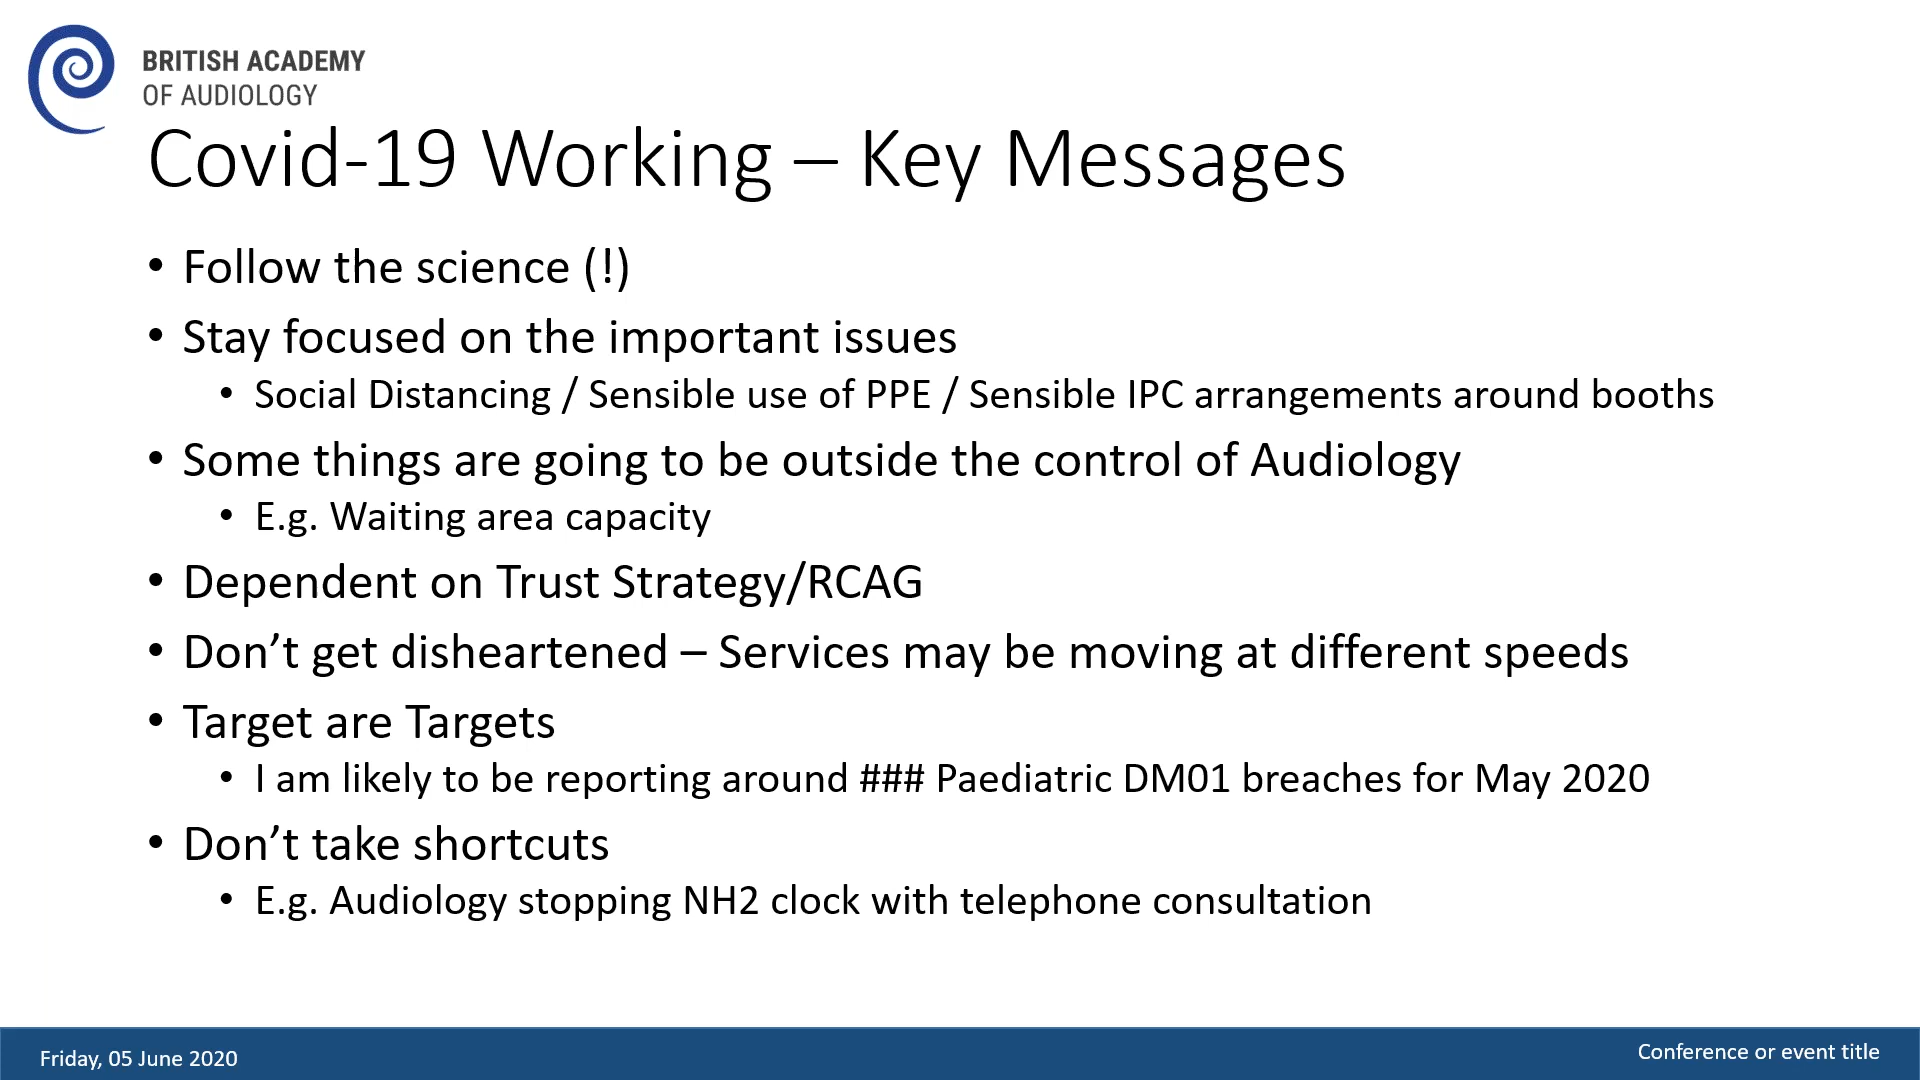 BRITISH ACADEMY
OF AUDIOLOGY
Covid-19 Working – Key Messages
• Follow the science (!)
• Stay focused on the important issues
• Social Distancing / Sensible use of PPE / Sensible IPC arrangements around booths
• Some things are going to be outside the control of Audiology
• E.g. Waiting area capacity
• Dependent on Trust Strategy/RCAG
• Don’t get disheartened – Services may be moving at different speeds
• Target are Targets
• I am likely to be reporting around ### Paediatric DM01 breaches for May 2020
• Don’t take shortcuts
• E.g. Audiology stopping NH2 clock with telephone consultation
Friday, 05 June 2020
Conference or event title